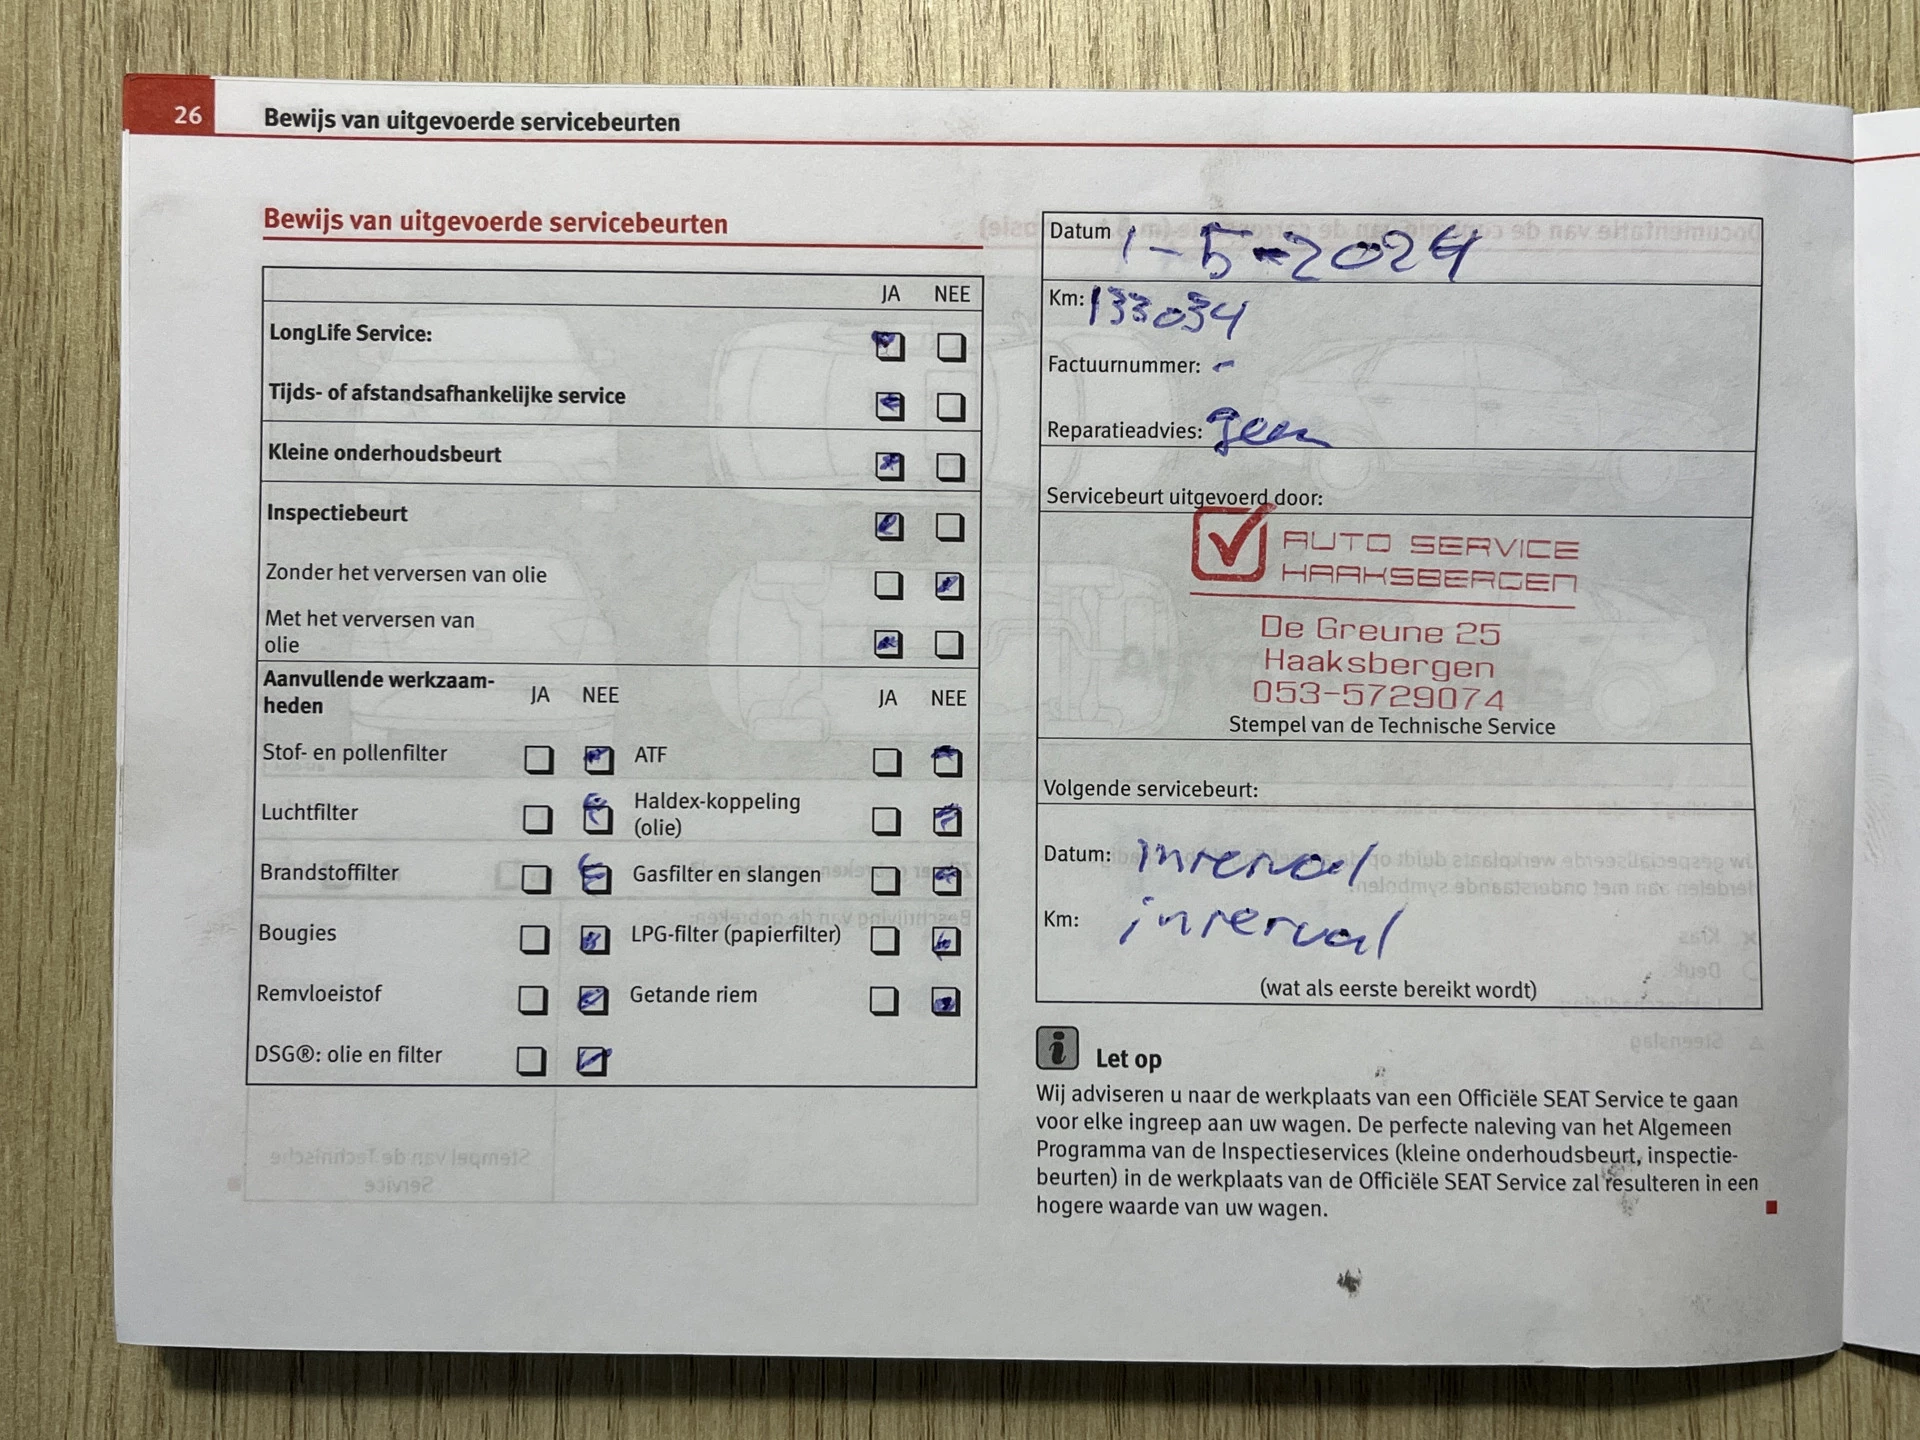 26
Bewijs van uitgevoerde servicebeurten
Bewijs van uitgevoerde servicebeurten
JA NEE
LongLife Service:
Tijds- of afstandsafhankelijke service
Kleine onderhoudsbeurt
Inspectiebeurt
Zonder het verversen van olie
Met het verversen van
olie
Aanvullende werkzaam-
heden
JA NEE JA NEE
Stof- en pollenfilter
ATF
Luchtfilter
Haldex-koppeling
(olie)
Brandstoffilter
Gasfilter en slangen
Bougies
LPG-filter (papierfilter)
Remvloeistof
Getande riem
DSG®: olie en filter
Datum 1-5-2024
Km: 133034
Factuurnummer: -
Reparatieadvies: geen
Servicebeurt uitgevoerd door:
AUTO SERVICE
HAAKSBERGEN
De Greune 25
Haaksbergen
053-5729074
Stempel van de Technische Service
Volgende servicebeurt:
Datum: interval
Km: interval
(wat als eerste bereikt wordt)
i Let op
Wij adviseren u naar de werkplaats van een Officiële SEAT Service te gaan
voor elke ingreep aan uw wagen. De perfecte naleving van het Algemeen
Programma van de Inspectieservices (kleine onderhoudsbeurt, inspectie-
beurten) in de werkplaats van de Officiële SEAT Service zal resulteren in een
hogere waarde van uw wagen.